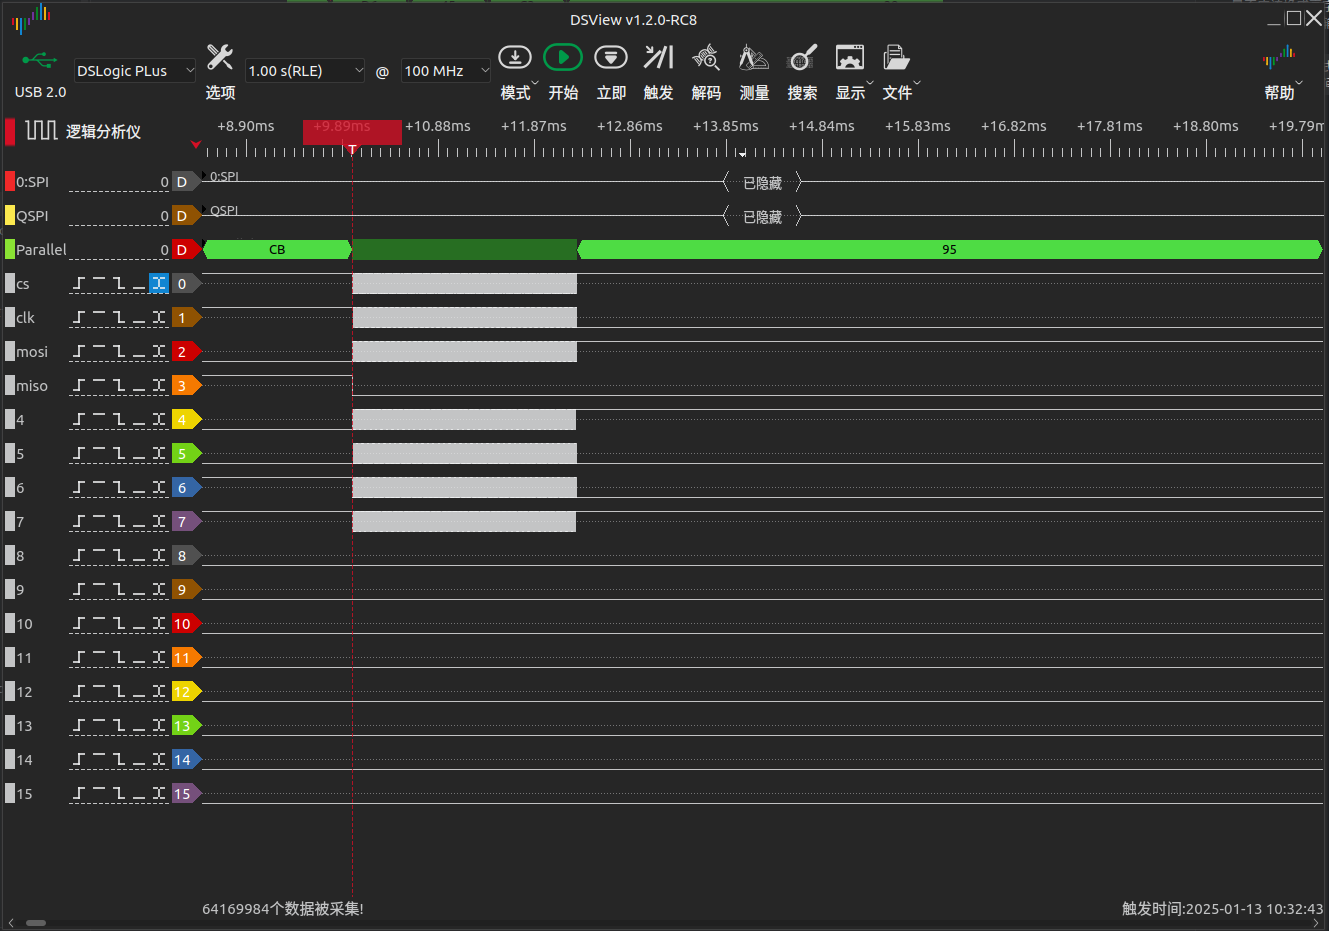 DSView v1.2.0-RC8
USB 2.0
DSLogic PLus
选项
1.00 s(RLE)
@
100 MHz
模式
开始
立即
触发
解码
测量
搜索
显示
文件
帮助
逻辑分析仪
+8.90ms
+9.89ms
+10.88ms
+11.87ms
+12.86ms
+13.85ms
+14.84ms
+15.83ms
+16.82ms
+17.81ms
+18.80ms
+19.79m
T
0:SPI 0 D 0:SPI 已隐藏
QSPI 0 D QSPI 已隐藏
Parallel 0 D CB 95
cs 0
clk 1
mosi 2
miso 3
4 4
5 5
6 6
7 7
8 8
9 9
10 10
11 11
12 12
13 13
14 14
15 15
64169984个数据被采集!
触发时间:2025-01-13 10:32:43